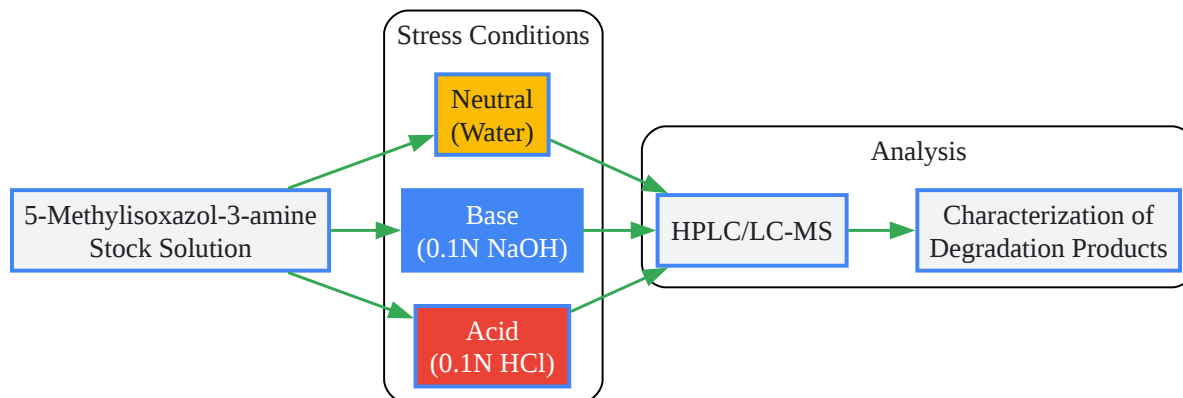 Stress Conditions
Neutral
(Water)
Analysis
5-Methylisoxazol-3-amine
Stock Solution
Base
(0.1N NaOH)
HPLC/LC-MS
Characterization of
Degradation Products
Acid
(0.1N HCl)